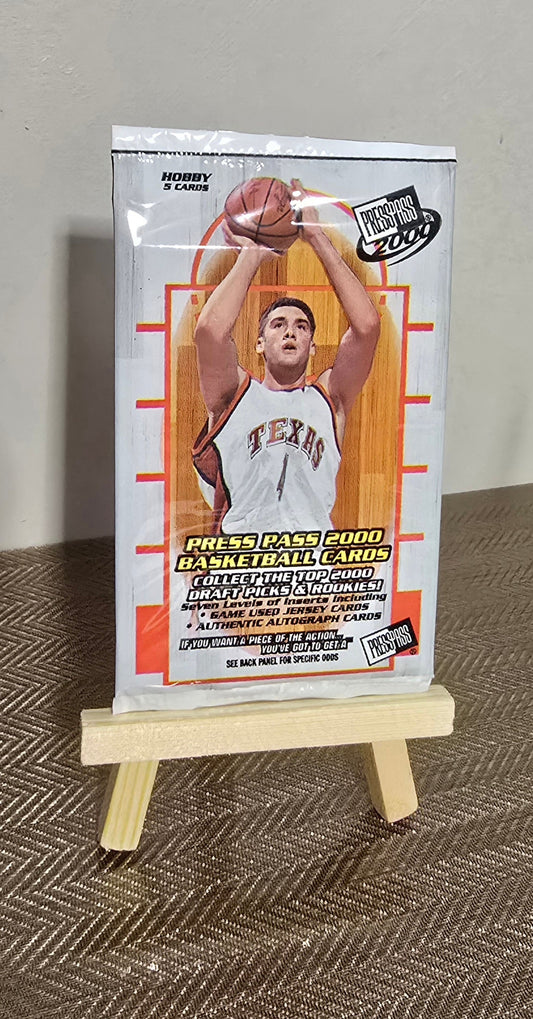 HOBBY
5 CARDS
PRESS PASS
2000
TEXAS
PRESS PASS 2000
BASKETBALL CARDS
COLLECT THE TOP 2000
DRAFT PICKS & ROOKIES!
Seven Levels of Inserts Including
• GAME USED JERSEY CARDS
• AUTHENTIC AUTOGRAPH CARDS
IF YOU WANT A PIECE OF THE ACTION...
YOU'VE GOT TO GET A
PRESS PASS
SEE BACK PANEL FOR SPECIFIC ODDS